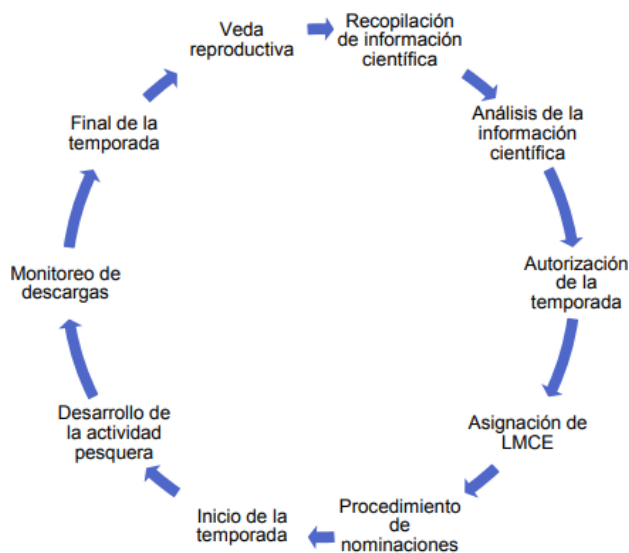 Veda
reproductiva
Recopilación
de información
científica
Análisis de la
información
científica
Autorización
de la
temporada
Asignación de
LMCE
Procedimiento
de
nominaciones
Inicio de la
temporada
Desarrollo de
la actividad
pesquera
Monitoreo de
descargas
Final de la
temporada